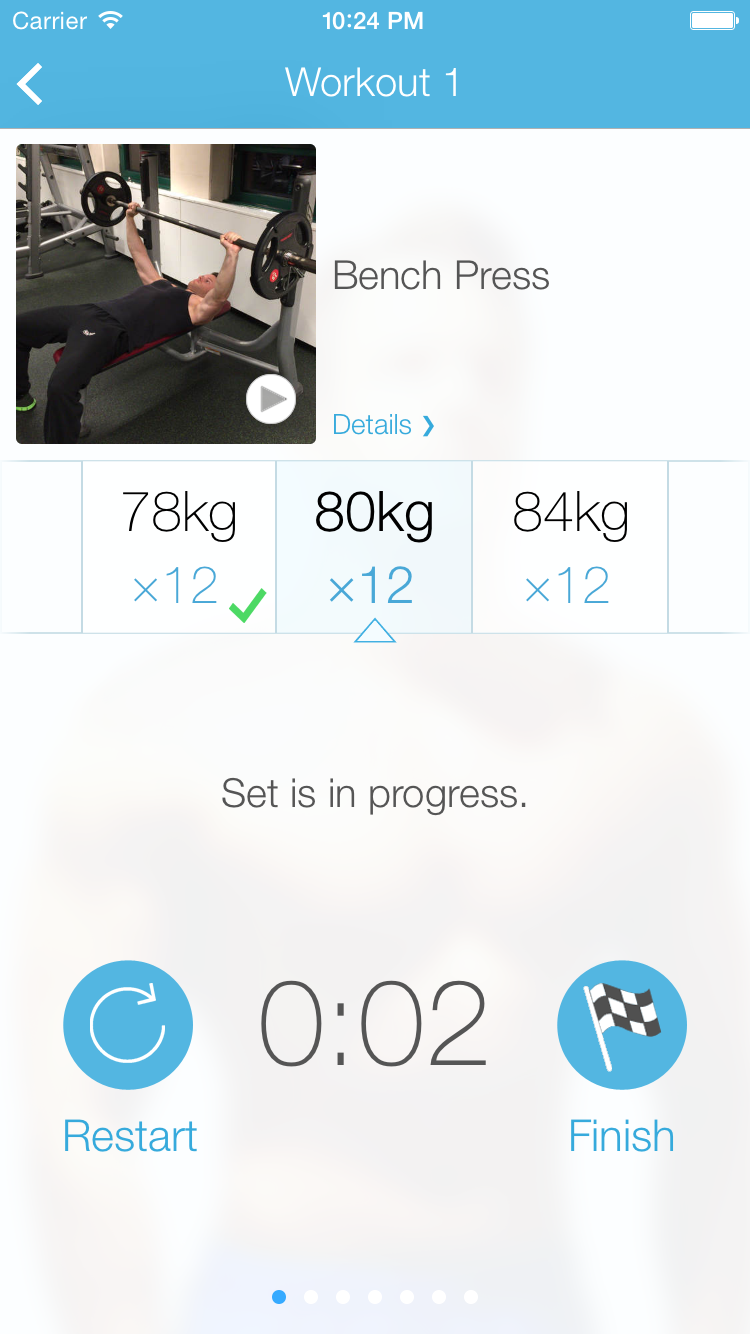 Carrier 10:24 PM
Workout 1
Bench Press
Details ❯
78kg 80kg 84kg
×12 ×12 ×12
Set is in progress.
0:02
Restart Finish